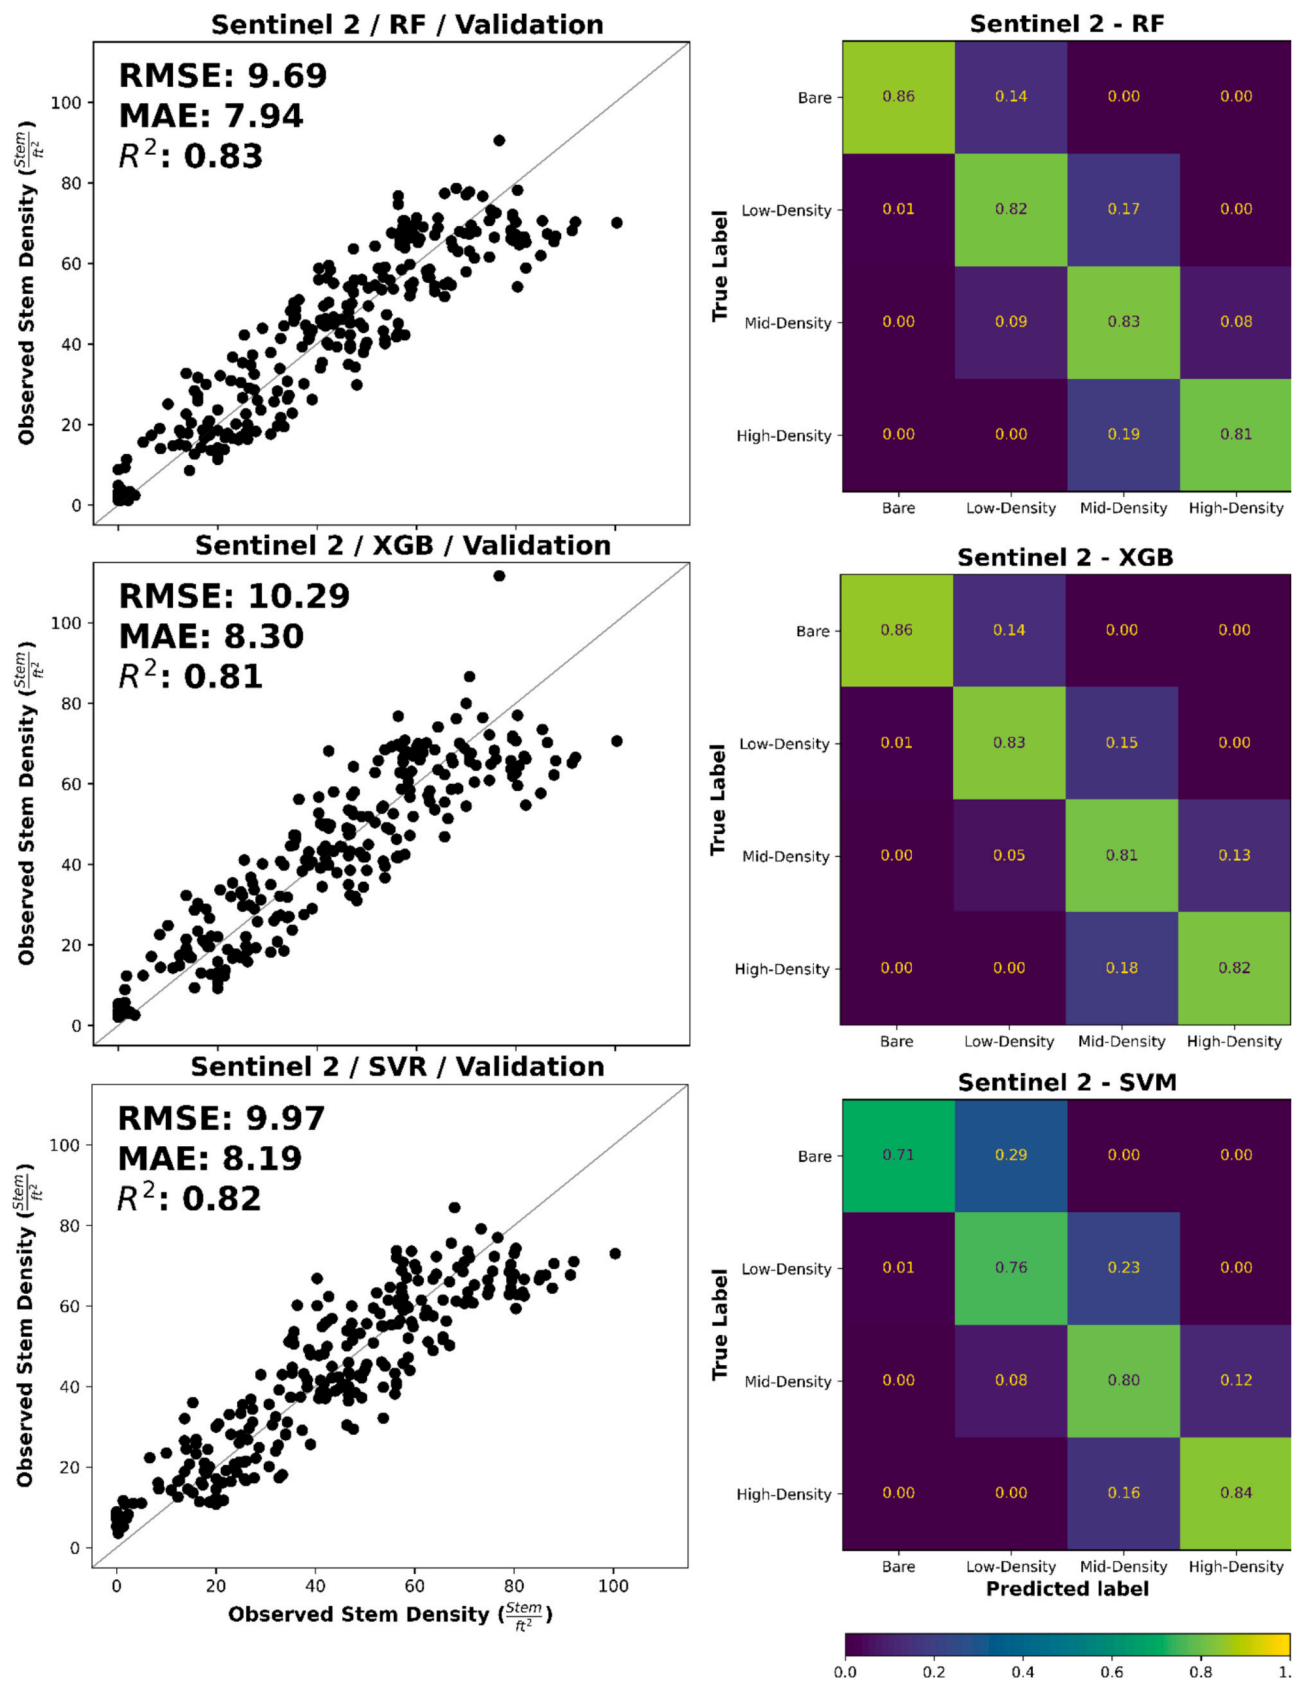 Sentinel 2 / RF / Validation
RMSE: 9.69
MAE: 7.94
R²: 0.83
100
80
60
40
20
0
Observed Stem Density (Stem/ft²)
Sentinel 2 - RF
Bare 0.86 0.14 0.00 0.00
Low-Density 0.01 0.82 0.17 0.00
Mid-Density 0.00 0.09 0.83 0.08
High-Density 0.00 0.00 0.19 0.81
Bare Low-Density Mid-Density High-Density
True Label
Sentinel 2 / XGB / Validation
RMSE: 10.29
MAE: 8.30
R²: 0.81
100
80
60
40
20
0
Observed Stem Density (Stem/ft²)
Sentinel 2 - XGB
Bare 0.86 0.14 0.00 0.00
Low-Density 0.01 0.83 0.15 0.00
Mid-Density 0.00 0.05 0.81 0.13
High-Density 0.00 0.00 0.18 0.82
Bare Low-Density Mid-Density High-Density
True Label
Sentinel 2 / SVR / Validation
RMSE: 9.97
MAE: 8.19
R²: 0.82
100
80
60
40
20
0
0 20 40 60 80 100
Observed Stem Density (Stem/ft²)
Observed Stem Density (Stem/ft²)
Sentinel 2 - SVM
Bare 0.71 0.29 0.00 0.00
Low-Density 0.01 0.76 0.23 0.00
Mid-Density 0.00 0.08 0.80 0.12
High-Density 0.00 0.00 0.16 0.84
Bare Low-Density Mid-Density High-Density
True Label
Predicted label
0.0 0.2 0.4 0.6 0.8 1.